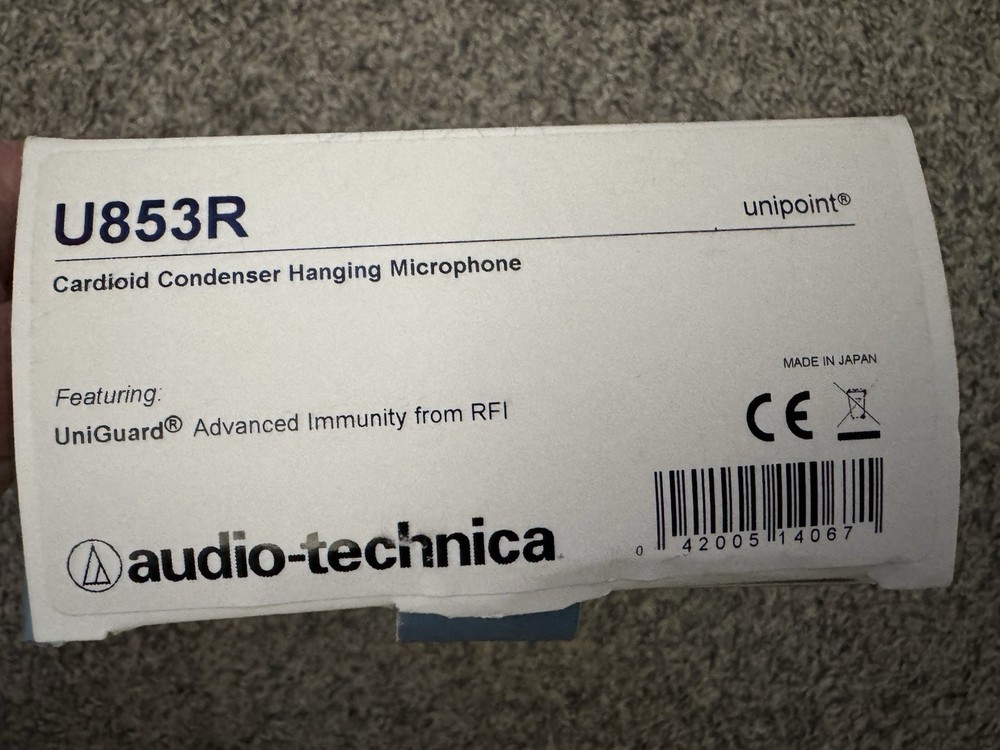 U853R
unipoint®
Cardioid Condenser Hanging Microphone
MADE IN JAPAN
Featuring:
UniGuard® Advanced Immunity from RFI
CE
audio-technica
0 42005 14067